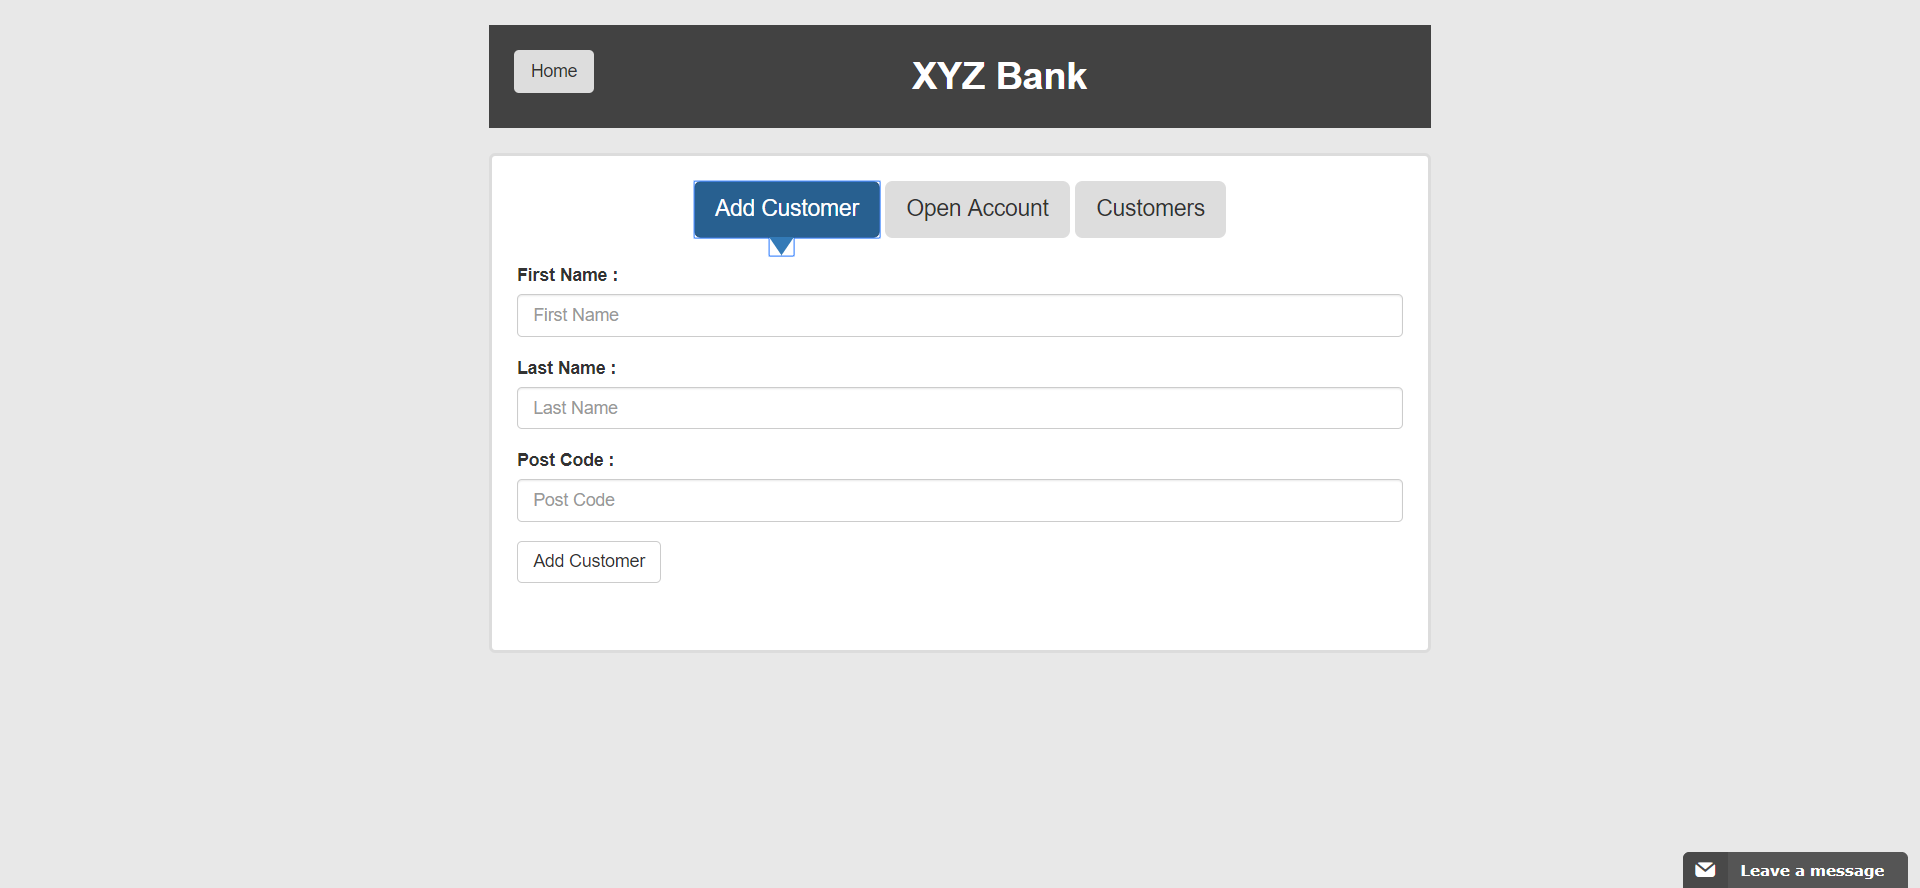 Home
XYZ Bank
Add Customer
Open Account
Customers
First Name :
First Name
Last Name :
Last Name
Post Code :
Post Code
Add Customer
Leave a message